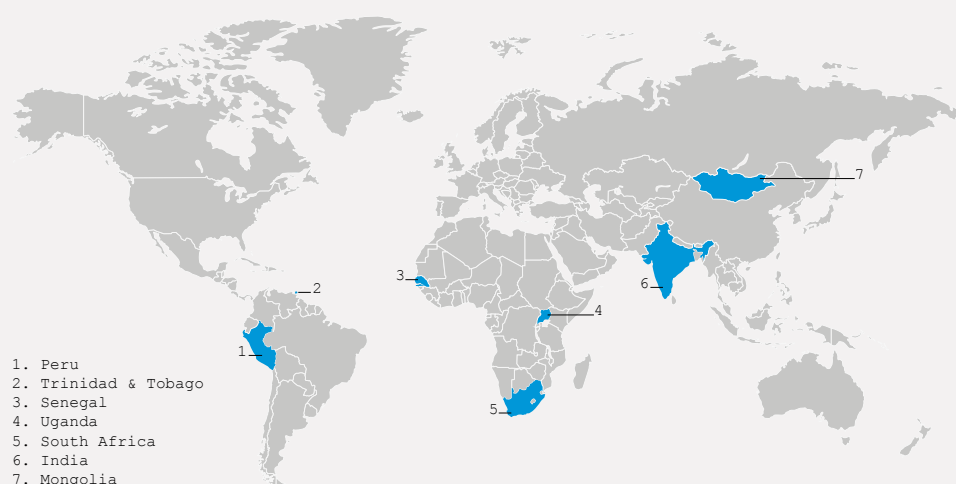 7
3
2
6
4
1
5
1. Peru
2. Trinidad & Tobago
3. Senegal
4. Uganda
5. South Africa
6. India
7. Mongolia